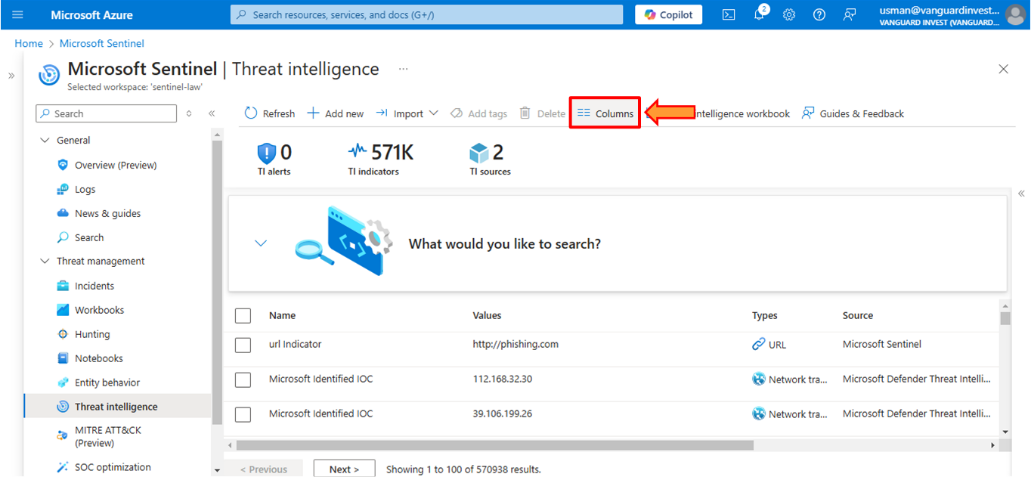 Microsoft Azure
Search resources, services, and docs (G+/)
Copilot
2
usman@vanguardinvest...
VANGUARD INVEST (VANGUARD...
Home > Microsoft Sentinel
Microsoft Sentinel | Threat intelligence ...
Selected workspace: 'sentinel-law'
Search
Refresh Add new Import Add tags Delete Columns ntelligence workbook Guides & Feedback
General
Overview (Preview)
Logs
News & guides
Search
Threat management
Incidents
Workbooks
Hunting
Notebooks
Entity behavior
Threat intelligence
MITRE ATT&CK
(Preview)
SOC optimization
0 571K 2
TI alerts TI indicators TI sources
What would you like to search?
Name Values Types Source
url Indicator http://phishing.com URL Microsoft Sentinel
Microsoft Identified IOC 112.168.32.30 Network tra... Microsoft Defender Threat Intelli...
Microsoft Identified IOC 39.106.199.26 Network tra... Microsoft Defender Threat Intelli...
< Previous Next > Showing 1 to 100 of 570938 results.